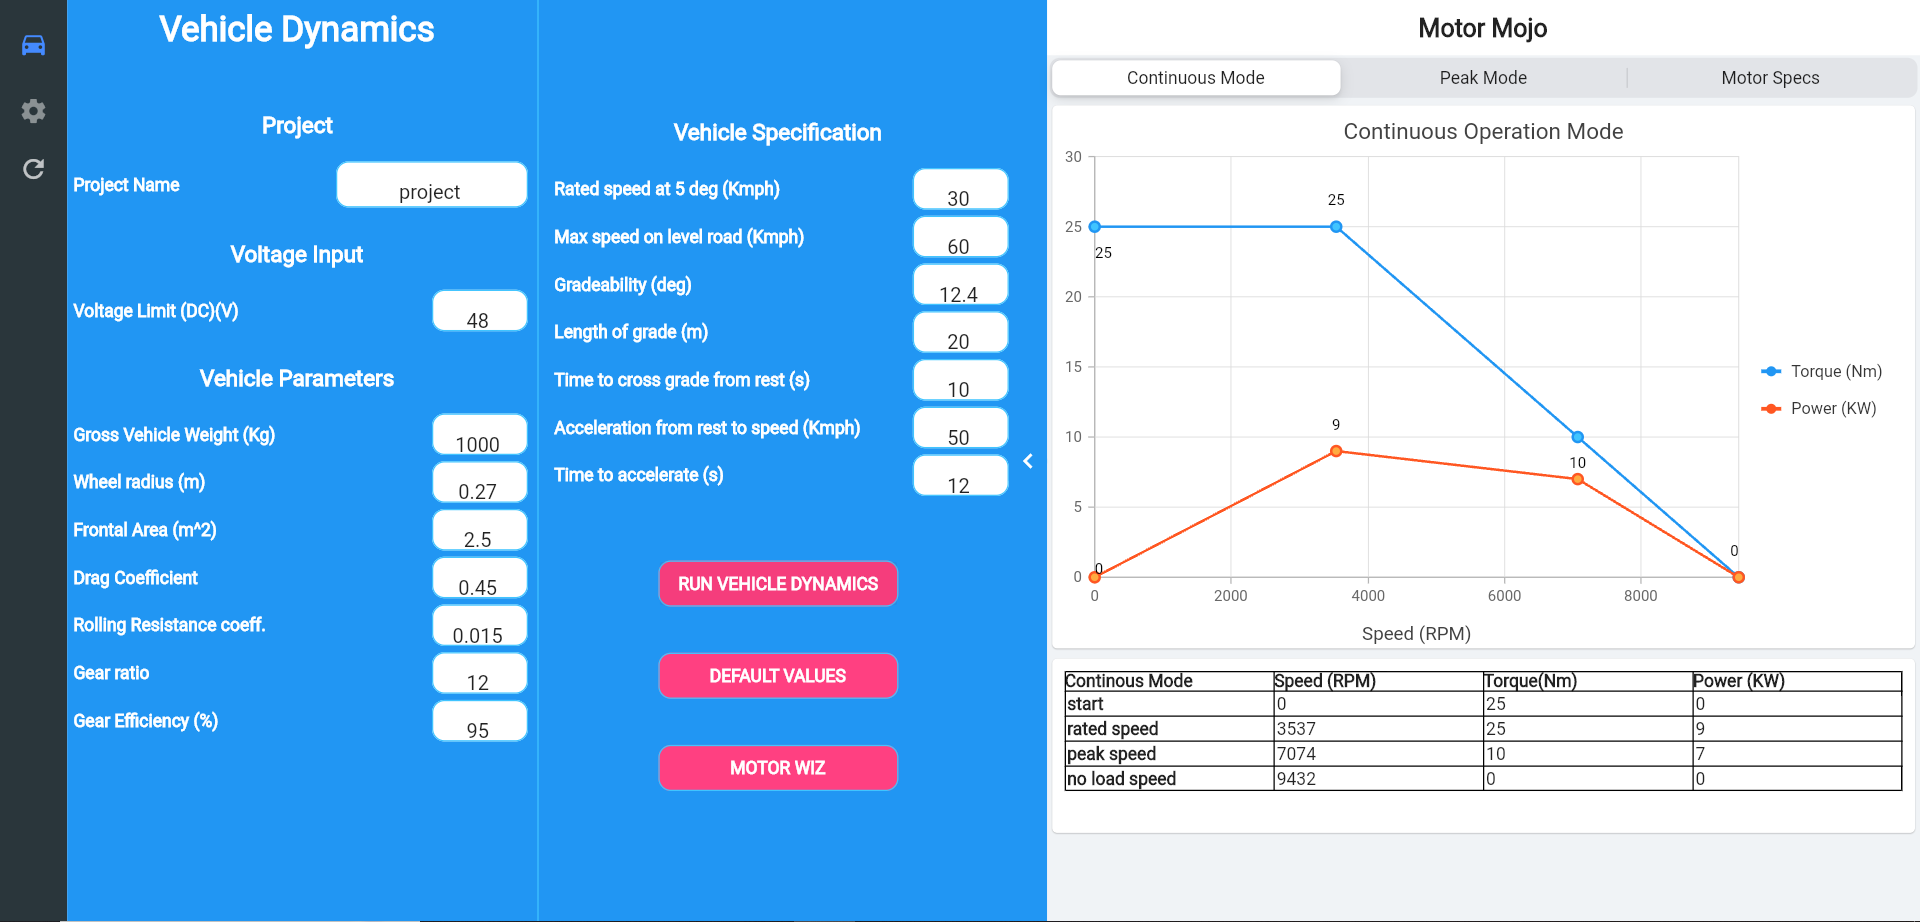 Vehicle Dynamics
Project
Project Name
project
Voltage Input
Voltage Limit (DC)(V)
48
Vehicle Parameters
Gross Vehicle Weight (Kg)
1000
Wheel radius (m)
0.27
Frontal Area (m^2)
2.5
Drag Coefficient
0.45
Rolling Resistance coeff.
0.015
Gear ratio
12
Gear Efficiency (%)
95
Vehicle Specification
Rated speed at 5 deg (Kmph)
30
Max speed on level road (Kmph)
60
Gradeability (deg)
12.4
Length of grade (m)
20
Time to cross grade from rest (s)
10
Acceleration from rest to speed (Kmph)
50
Time to accelerate (s)
12
RUN VEHICLE DYNAMICS
DEFAULT VALUES
MOTOR WIZ
Motor Mojo
Continuous Mode
Peak Mode
Motor Specs
Continuous Operation Mode
30
25
20
15
10
5
0
25
25
9
10
0
0
0 2000 4000 6000 8000
Speed (RPM)
Torque (Nm)
Power (KW)
Continous Mode Speed (RPM) Torque(Nm) Power (KW)
start 0 25 0
rated speed 3537 25 9
peak speed 7074 10 7
no load speed 9432 0 0